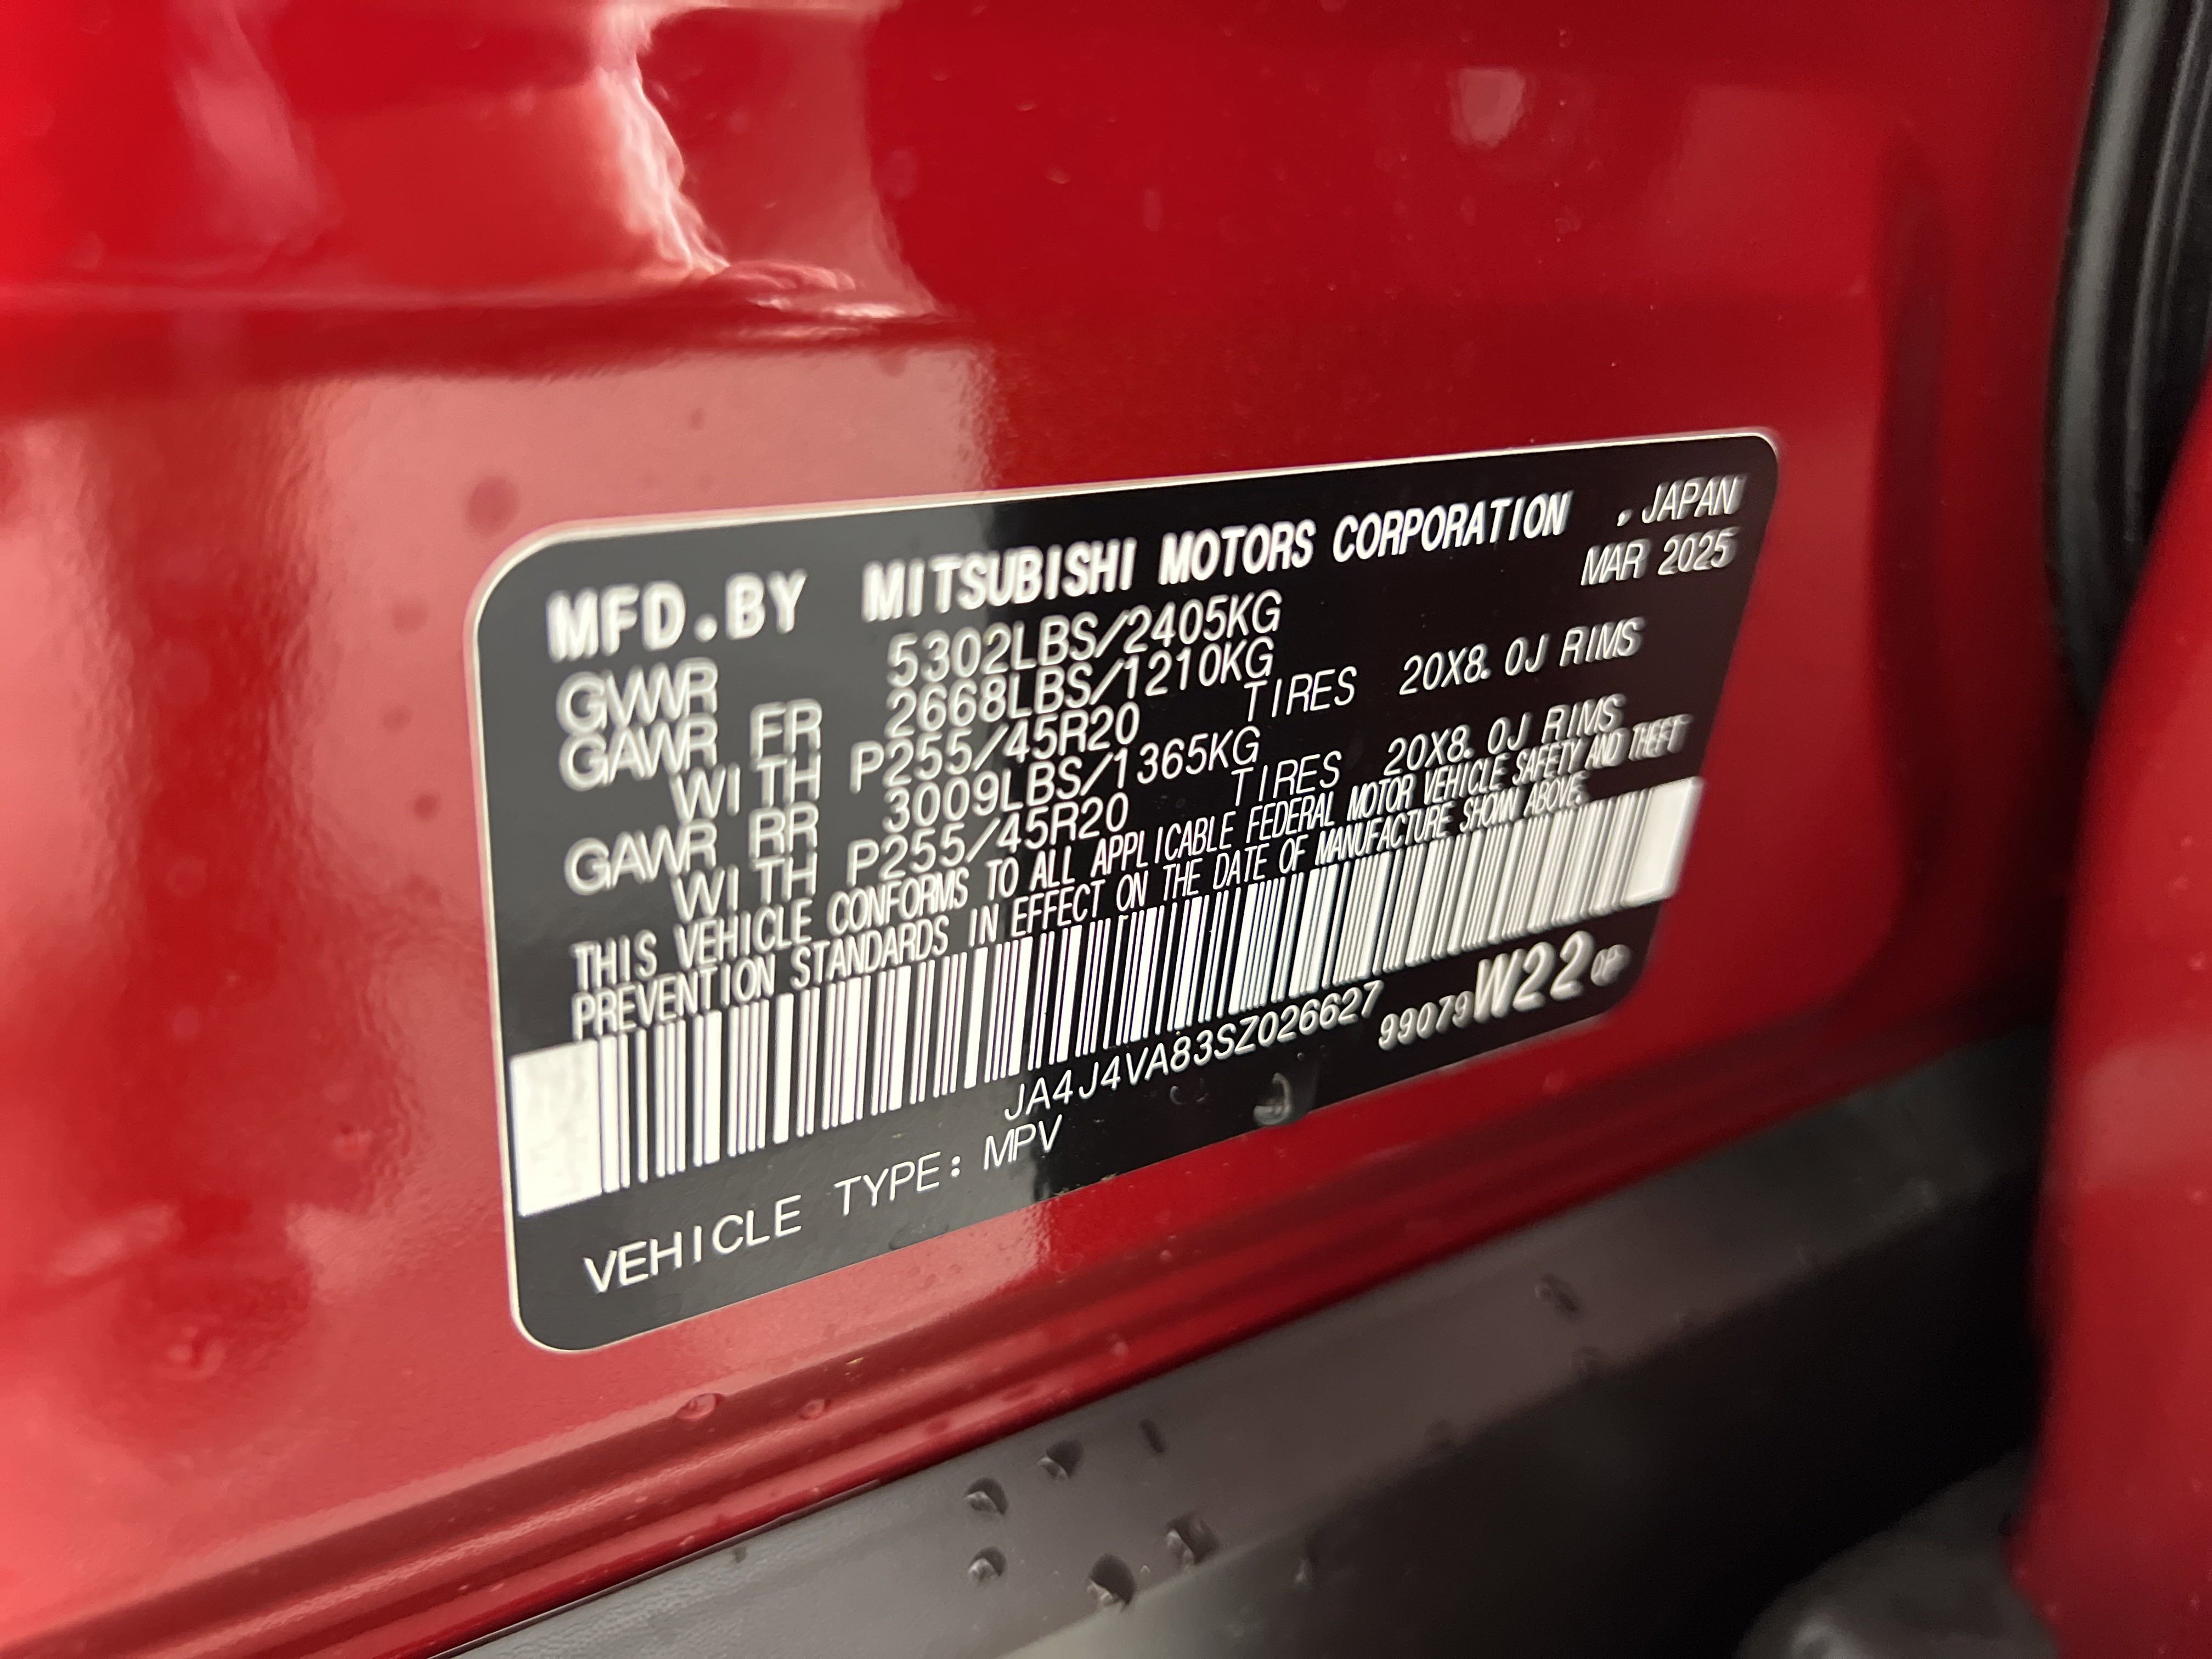 MFD.BY MITSUBISHI MOTORS CORPORATION , JAPAN
MAR 2025
GVWR 5302LBS/2405KG
GAWR FR 2668LBS/1210KG
WITH P255/45R20 TIRES 20X8.0J RIMS
GAWR RR 3009LBS/1365KG
WITH P255/45R20 TIRES 20X8.0J RIMS
THIS VEHICLE CONFORMS TO ALL APPLICABLE FEDERAL MOTOR VEHICLE SAFETY AND THEFT
PREVENTION STANDARDS IN EFFECT ON THE DATE OF MANUFACTURE SHOWN ABOVE.
JA4J4VA83SZ026627
99079W22
VEHICLE TYPE: MPV